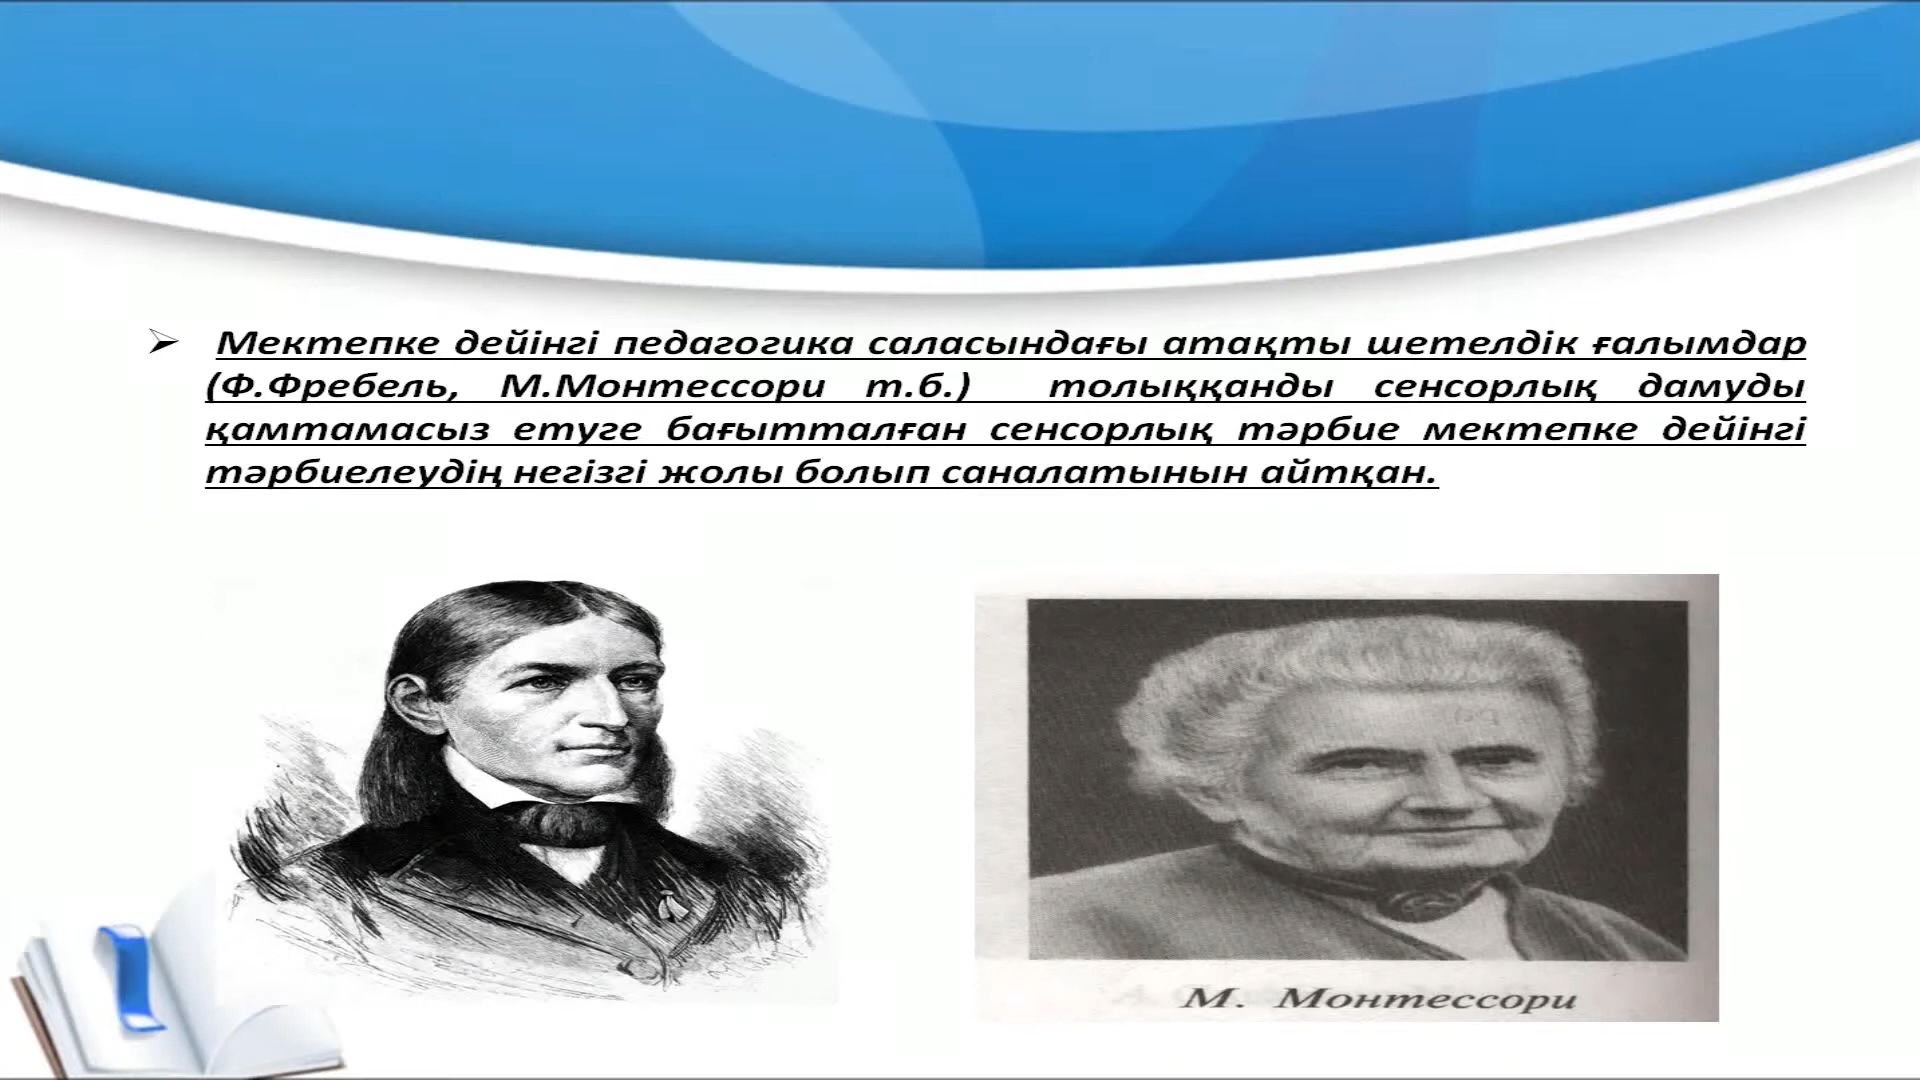 Мектепке дейінгі педагогика саласындағы атақты шетелдік ғалымдар
(Ф.Фребель, М.Монтессори т.б.) толыққанды сенсорлық дамуды
қамтамасыз етуге бағытталған сенсорлық тәрбие мектепке дейінгі
тәрбиелеудің негізгі жолы болып саналатынын айтқан.
М. Монтессори